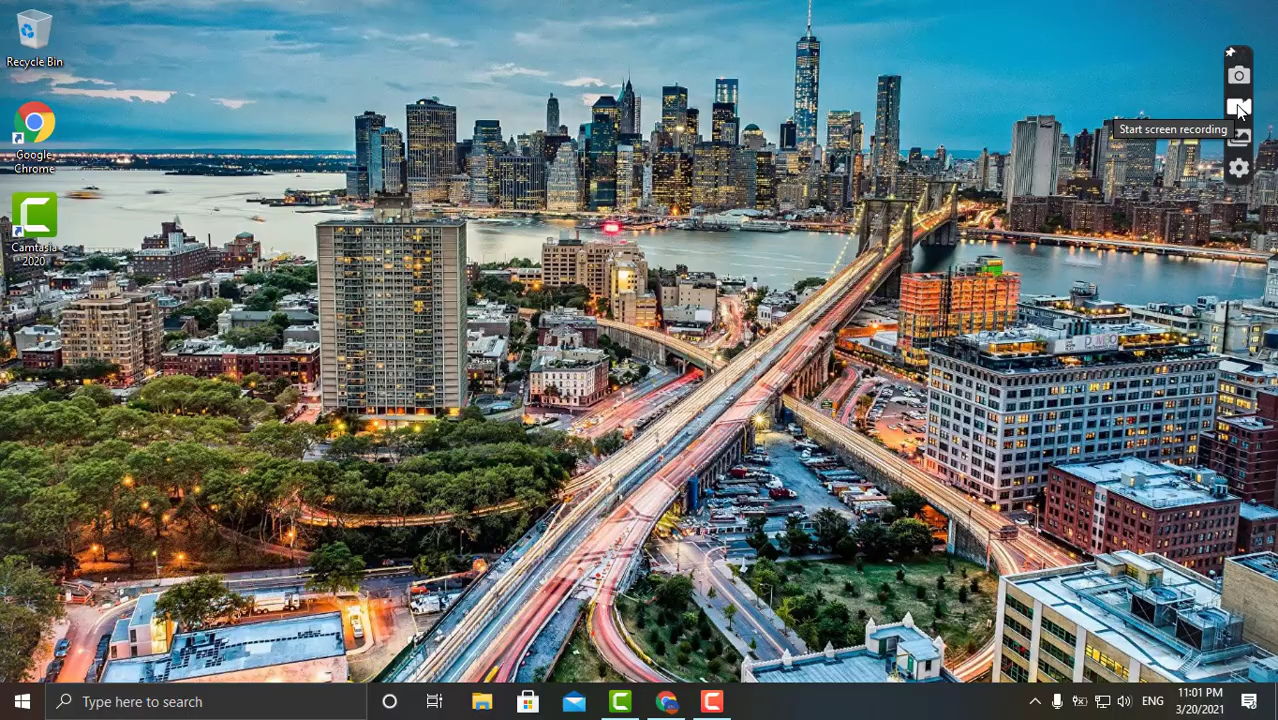 Recycle Bin
Google
Chrome
Camtasia
2020
Start screen recording
DUMBO
Type here to search
ENG
11:01 PM
3/20/2021